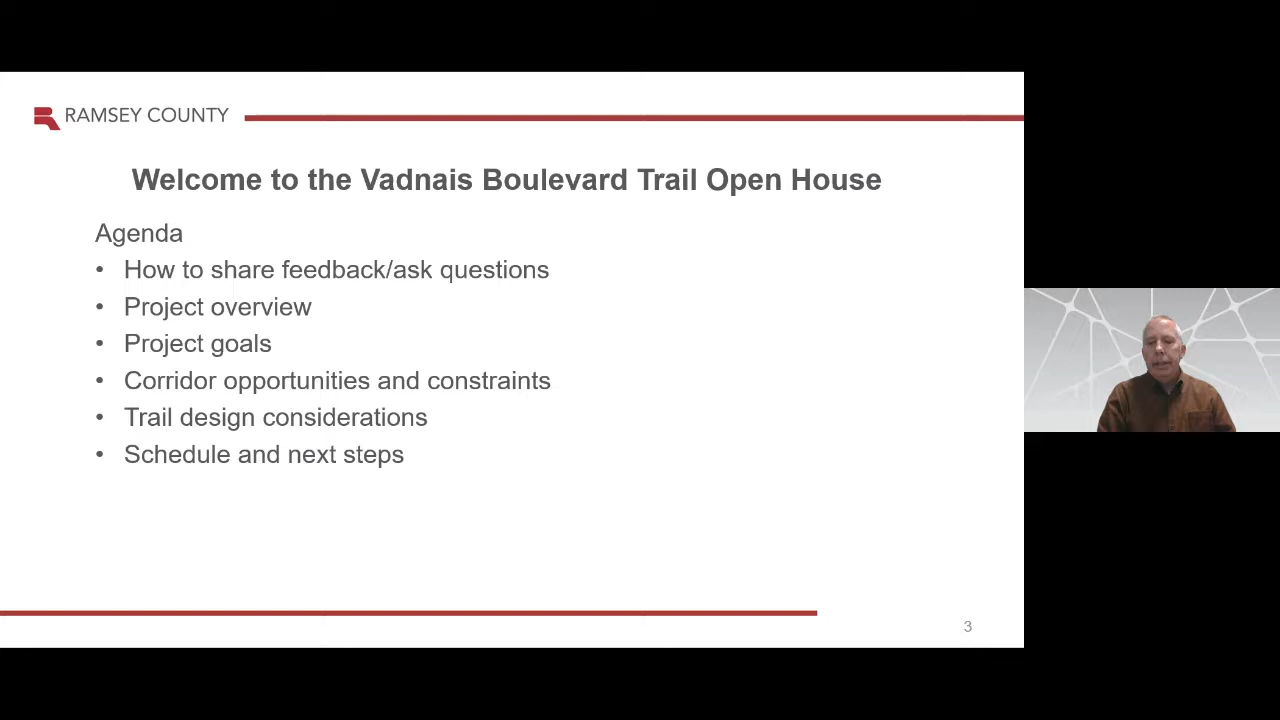 RAMSEY COUNTY
Welcome to the Vadnais Boulevard Trail Open House
Agenda
• How to share feedback/ask questions
• Project overview
• Project goals
• Corridor opportunities and constraints
• Trail design considerations
• Schedule and next steps
3